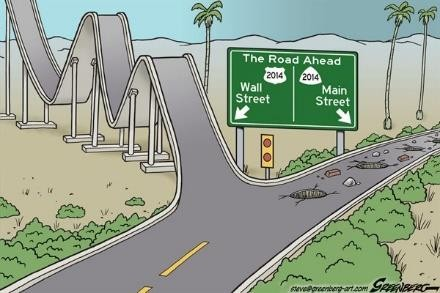 The Road Ahead
2014
2014
Wall
Street
Main
Street
steve@greenberg-art.com
GREENBERG